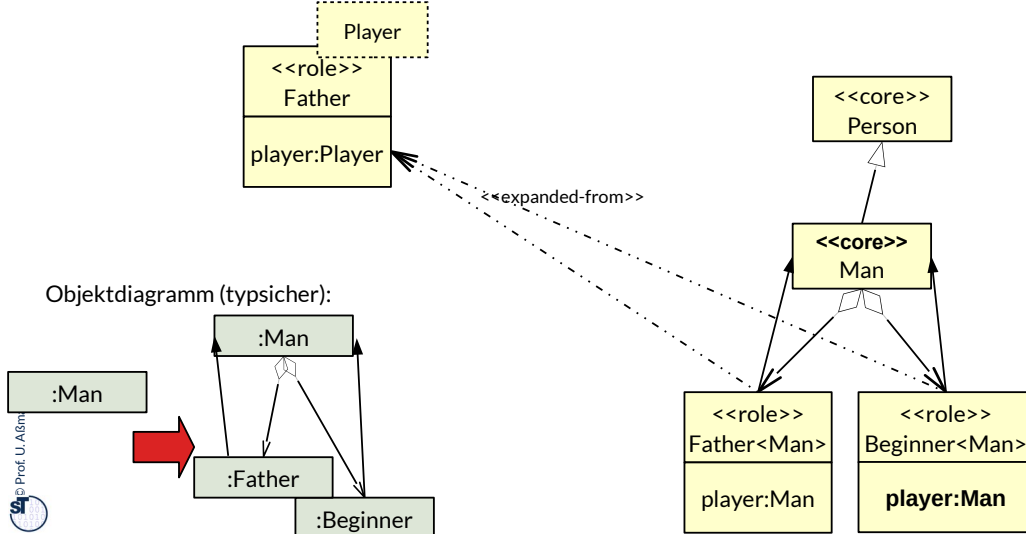 Player
<<role>>
Father
player:Player
<<core>>
Person
<<expanded-from>>
<<core>>
Man
Objektdiagramm (typsicher):
:Man
:Man
<<role>>
Father<Man>
player:Man
<<role>>
Beginner<Man>
player:Man
:Father
:Beginner
© Prof. U. Aßm
ST